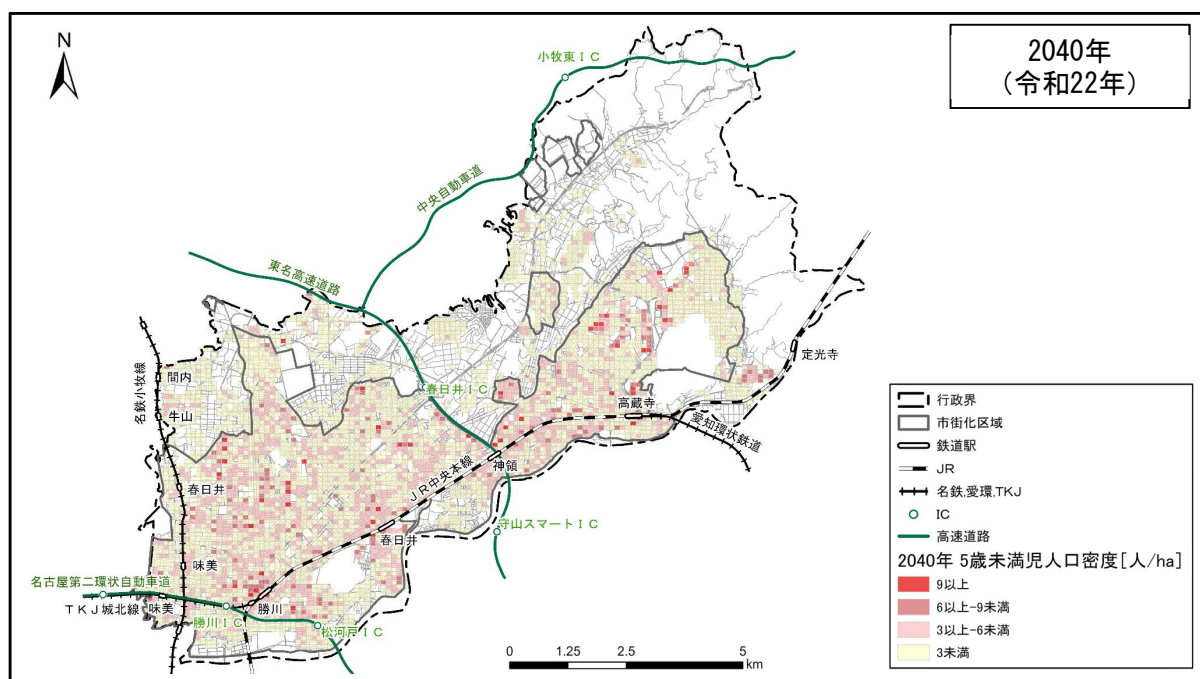 N
2040年
（令和22年）
小牧東ＩＣ
中央自動車道
東名高速道路
名鉄小牧線
間内
牛山
春日井
味美
春日井ＩＣ
ＪＲ中央本線
神領
高蔵寺
定光寺
愛知環状鉄道
守山スマートＩＣ
春日井
名古屋第二環状自動車道
ＴＫＪ城北線
味美
勝川
勝川ＩＣ
松河戸ＩＣ
0 1.25 2.5 5
km
行政界
市街化区域
鉄道駅
JR
名鉄,愛環,TKJ
IC
高速道路
2040年 5歳未満児人口密度[人/ha]
9以上
6以上-9未満
3以上-6未満
3未満